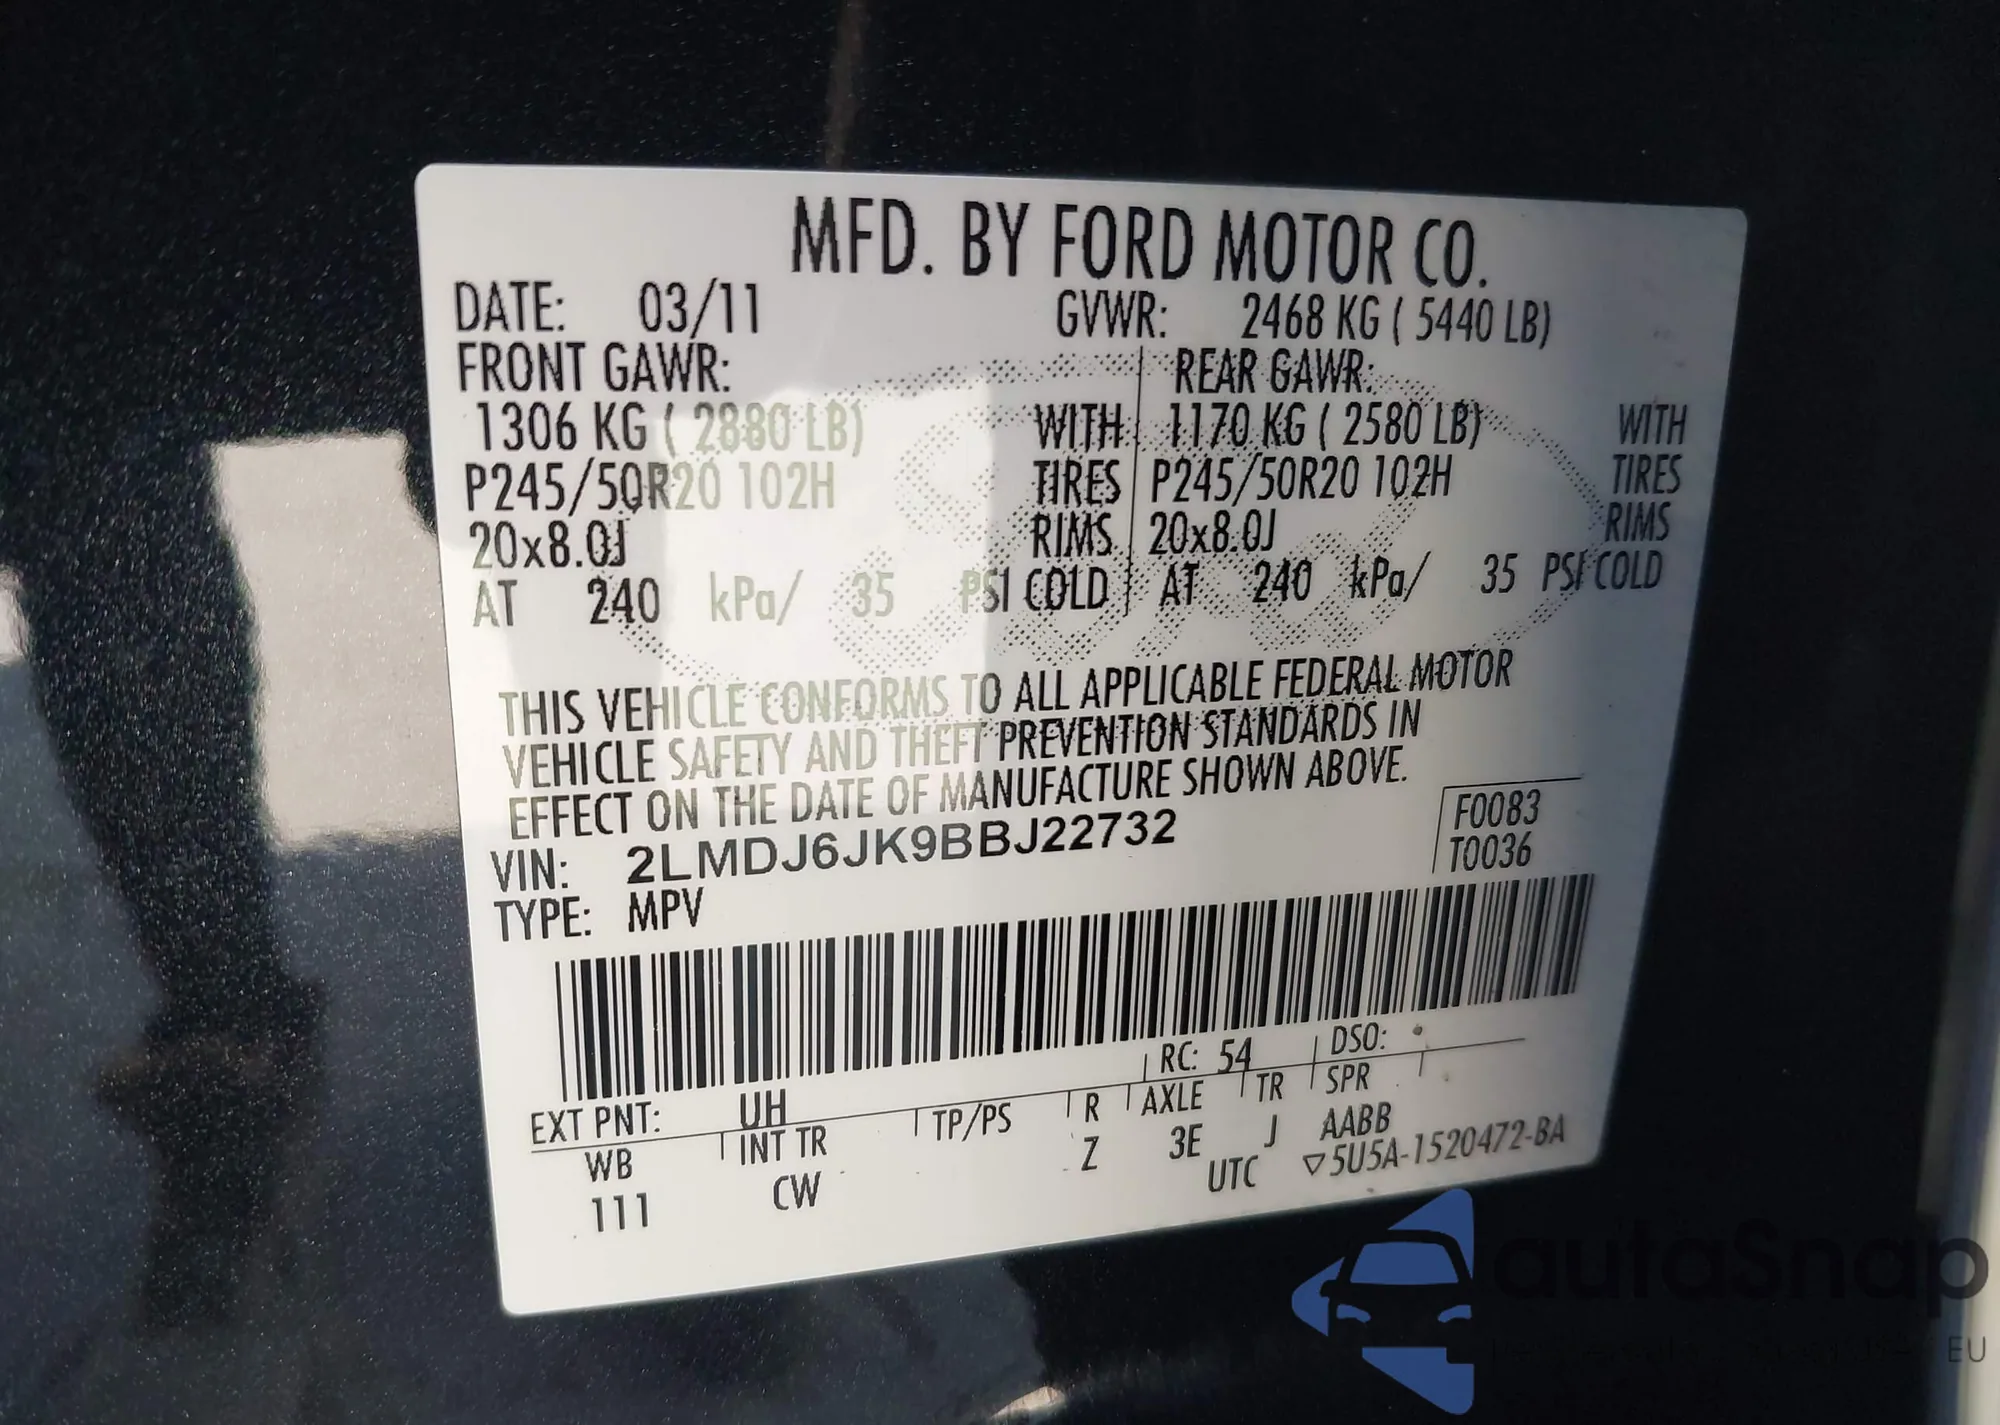 MFD. BY FORD MOTOR CO.
DATE: 03/11 GVWR: 2468 KG ( 5440 LB)
FRONT GAWR: REAR GAWR:
1306 KG ( 2880 LB) WITH 1170 KG ( 2580 LB) WITH
P245/50R20 102H TIRES P245/50R20 102H TIRES
20x8.0J RIMS 20x8.0J RIMS
AT 240 kPa/ 35 PSI COLD AT 240 kPa/ 35 PSI COLD
THIS VEHICLE CONFORMS TO ALL APPLICABLE FEDERAL MOTOR
VEHICLE SAFETY AND THEFT PREVENTION STANDARDS IN
EFFECT ON THE DATE OF MANUFACTURE SHOWN ABOVE.
VIN: 2LMDJ6JK9BBJ22732
F0083
T0036
TYPE: MPV
EXT PNT: UH RC: 54 DSO:
WB INT TR TP/PS R AXLE TR SPR
111 CW Z 3E J AABB
UTC ▽5U5A-1520472-BA
autoSnap
EU